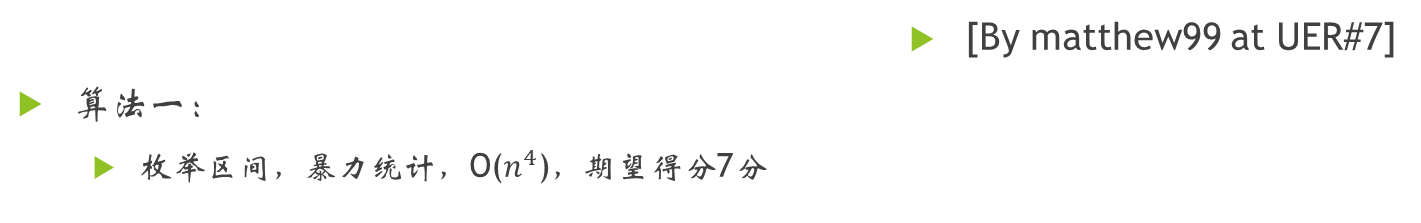 [By matthew99 at UER#7]
算法一：
枚举区间，暴力统计，O(𝑛⁴)，期望得分7分